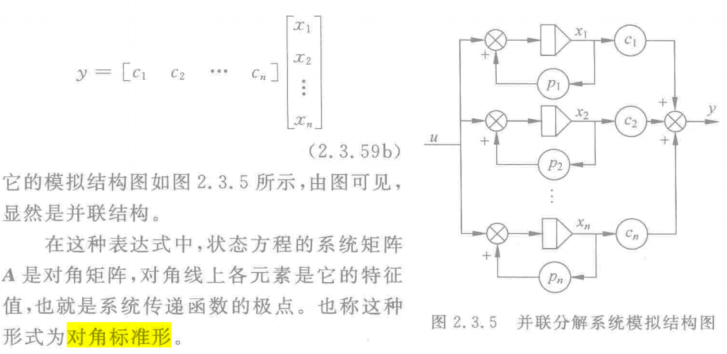 y = [c₁ c₂ ⋯ cₙ] [x₁ x₂ ⋮ xₙ]
(2.3.59b)
它的模拟结构图如图 2.3.5 所示,由图可见,
显然是并联结构。
在这种表达式中,状态方程的系统矩阵
A 是对角矩阵,对角线上各元素是它的特征
值,也就是系统传递函数的极点。也称这种
形式为对角标准形。
u
+
x₁
c₁
p₁
+
x₂
c₂
p₂
⋮
+
xₙ
cₙ
pₙ
+
+
+
y
图 2.3.5 并联分解系统模拟结构图